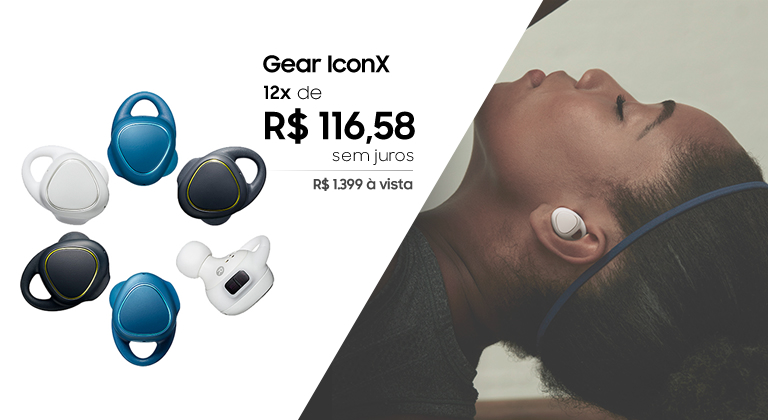 Gear IconX
12x de
R$ 116,58
sem juros
R$ 1.399 à vista